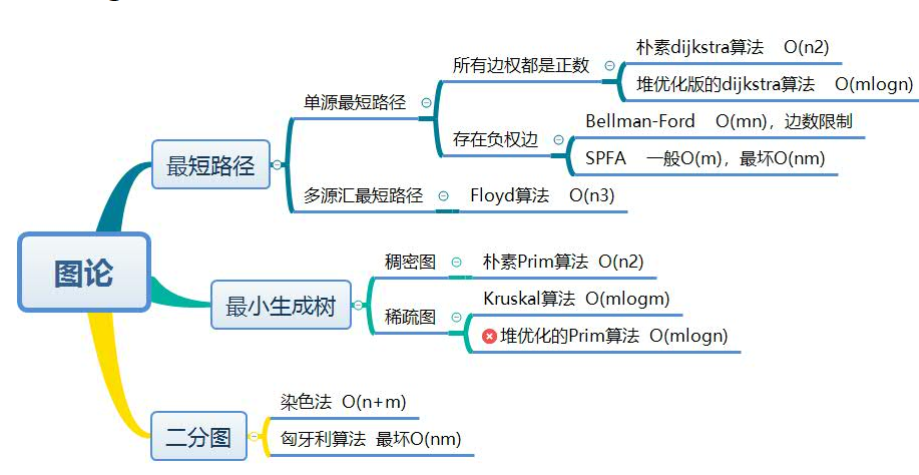 图论
最短路径
单源最短路径
所有边权都是正数
朴素dijkstra算法 O(n2)
堆优化版的dijkstra算法 O(mlogn)
存在负权边
Bellman-Ford O(mn)，边数限制
SPFA 一般O(m)，最坏O(nm)
多源汇最短路径
Floyd算法 O(n3)
最小生成树
稠密图
朴素Prim算法 O(n2)
稀疏图
Kruskal算法 O(mlogm)
堆优化的Prim算法 O(mlogn)
二分图
染色法 O(n+m)
匈牙利算法 最坏O(nm)